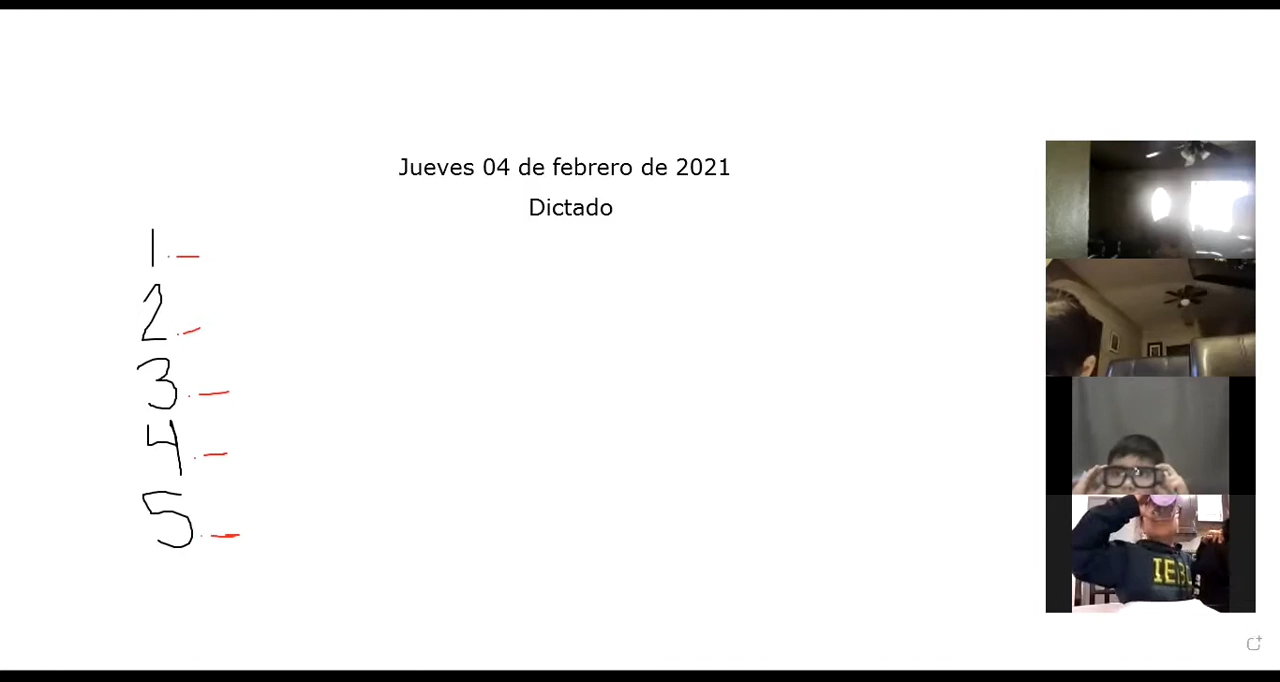 Jueves 04 de febrero de 2021
Dictado
1.-
2.-
3.-
4.-
5.-